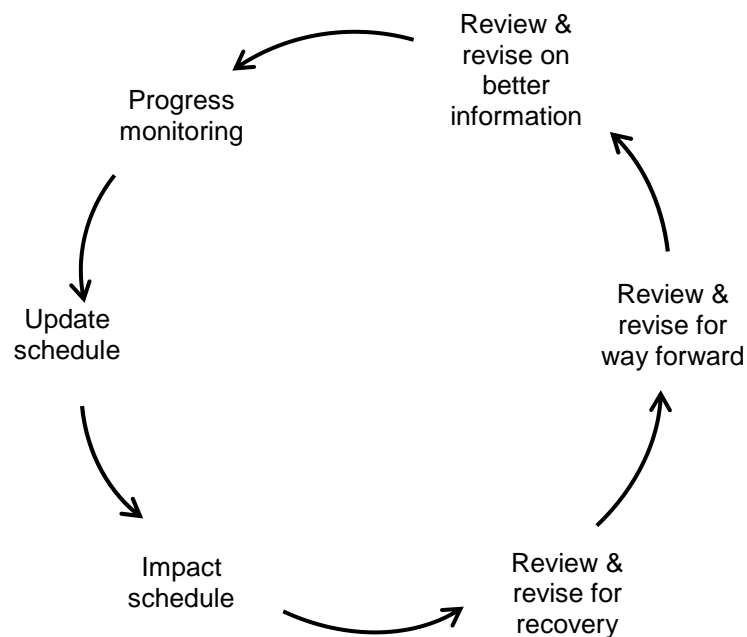 Review &
revise on
better
information
Progress
monitoring
Update
schedule
Impact
schedule
Review &
revise for
recovery
Review &
revise for
way forward